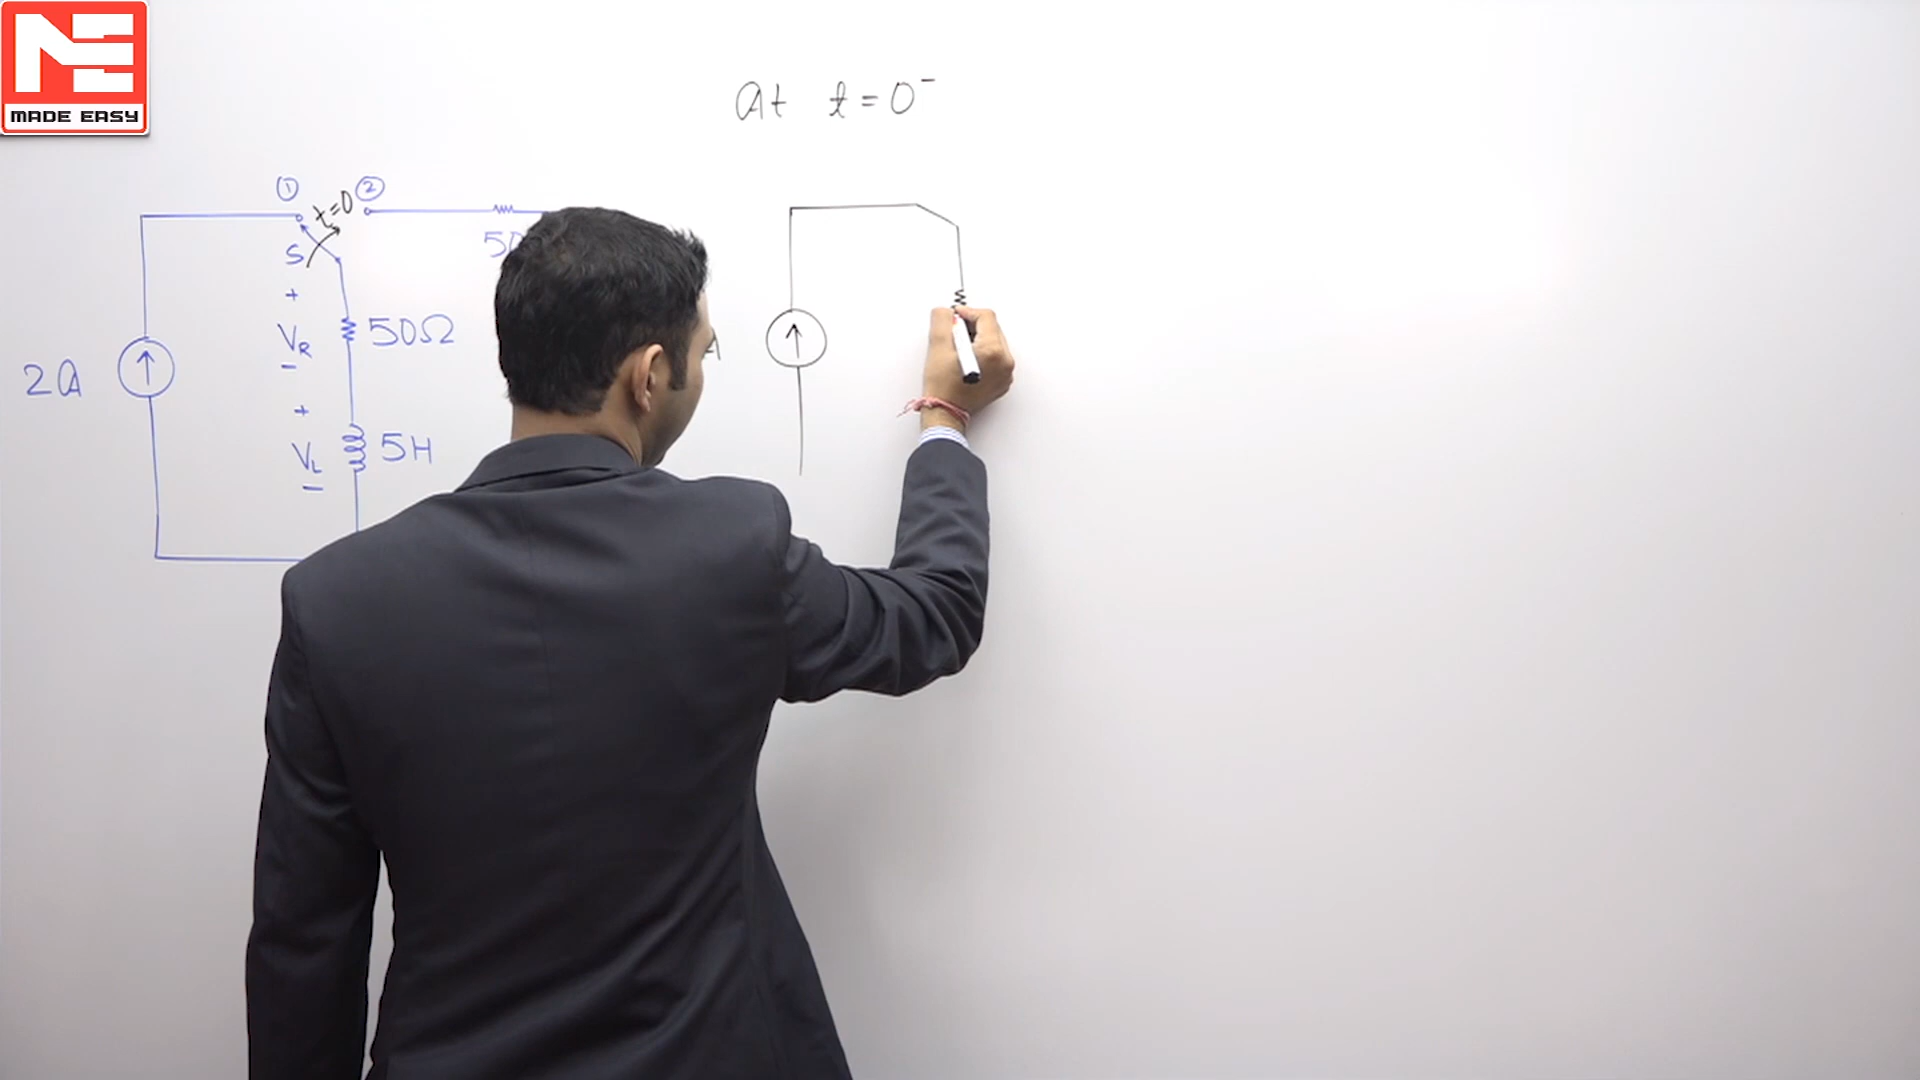 MADE EASY
at t=0⁻
① ②
t=0
S
+
V_R
-
50Ω
2A
+
V_L
-
5H